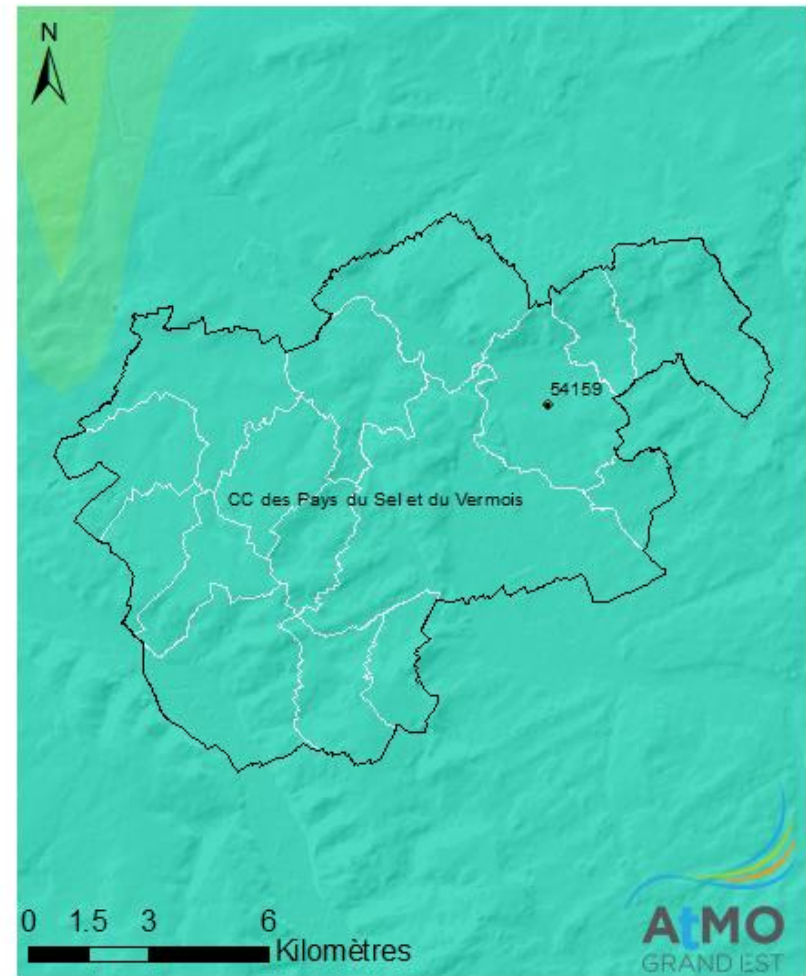 N
54159
CC des Pays du Sel et du Vermois
0 1.5 3 6
Kilomètres
AtMO
GRAND EST